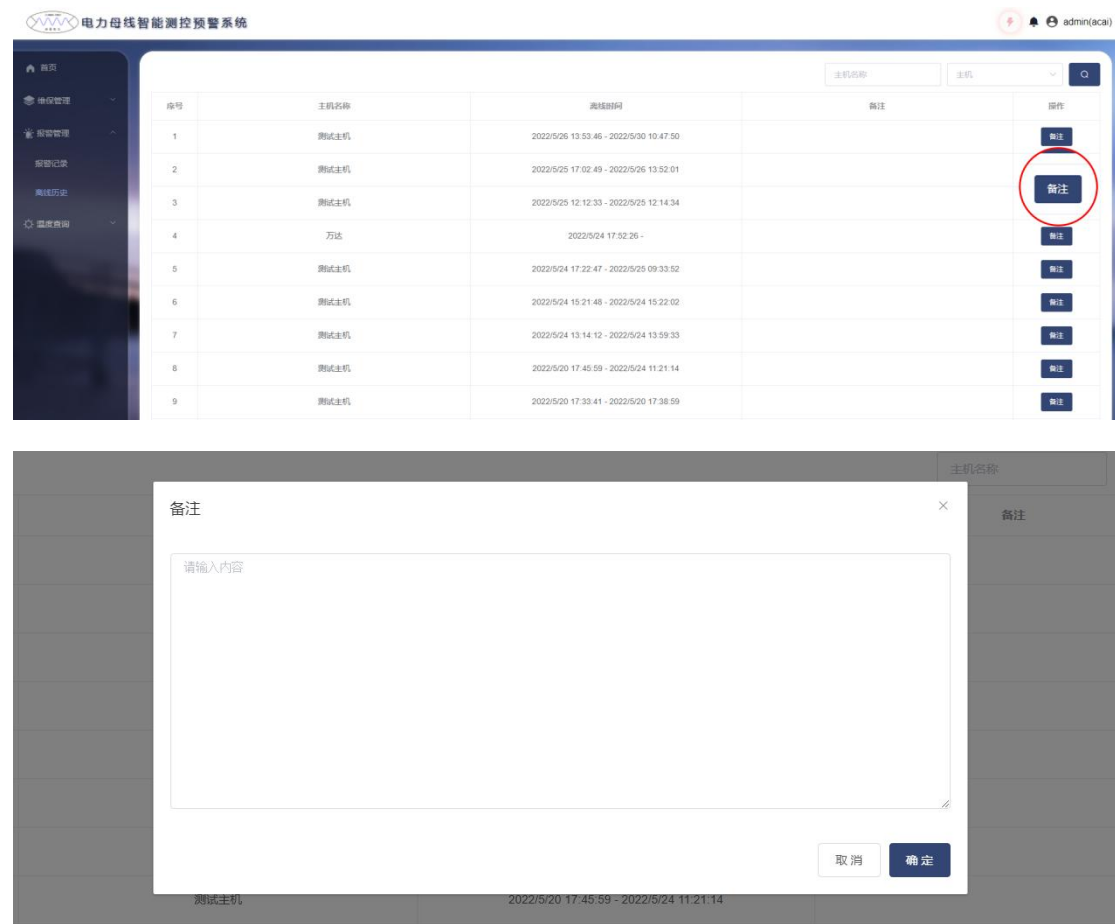 电力母线智能测控预警系统
admin(acai)
首页
主机名称 主机
维保管理
序号 主机名称 离线时间 备注 操作
报警管理
1 测试主机 2022/5/26 13:53:46 - 2022/5/30 10:47:50 备注
报警记录
2 测试主机 2022/5/25 17:02:49 - 2022/5/26 13:52:01
离线历史
备注
3 测试主机 2022/5/25 12:12:33 - 2022/5/25 12:14:34
温度查询
4 万达 2022/5/24 17:52:26 - 备注
5 测试主机 2022/5/24 17:22:47 - 2022/5/25 09:33:52 备注
6 测试主机 2022/5/24 15:21:48 - 2022/5/24 15:22:02 备注
7 测试主机 2022/5/24 13:14:12 - 2022/5/24 13:59:33 备注
8 测试主机 2022/5/20 17:45:59 - 2022/5/24 11:21:14 备注
9 测试主机 2022/5/20 17:33:41 - 2022/5/20 17:38:59 备注
主机名称
备注
备注
请输入内容
取消 确定
测试主机 2022/5/20 17:45:59 - 2022/5/24 11:21:14